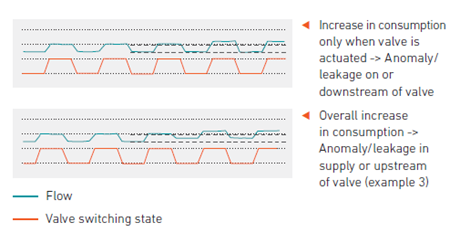 Increase in consumption
only when valve is
actuated -> Anomaly/
leakage on or
downstream of valve
Overall increase
in consumption ->
Anomaly/leakage in
supply or upstream
of valve (example 3)
Flow
Valve switching state